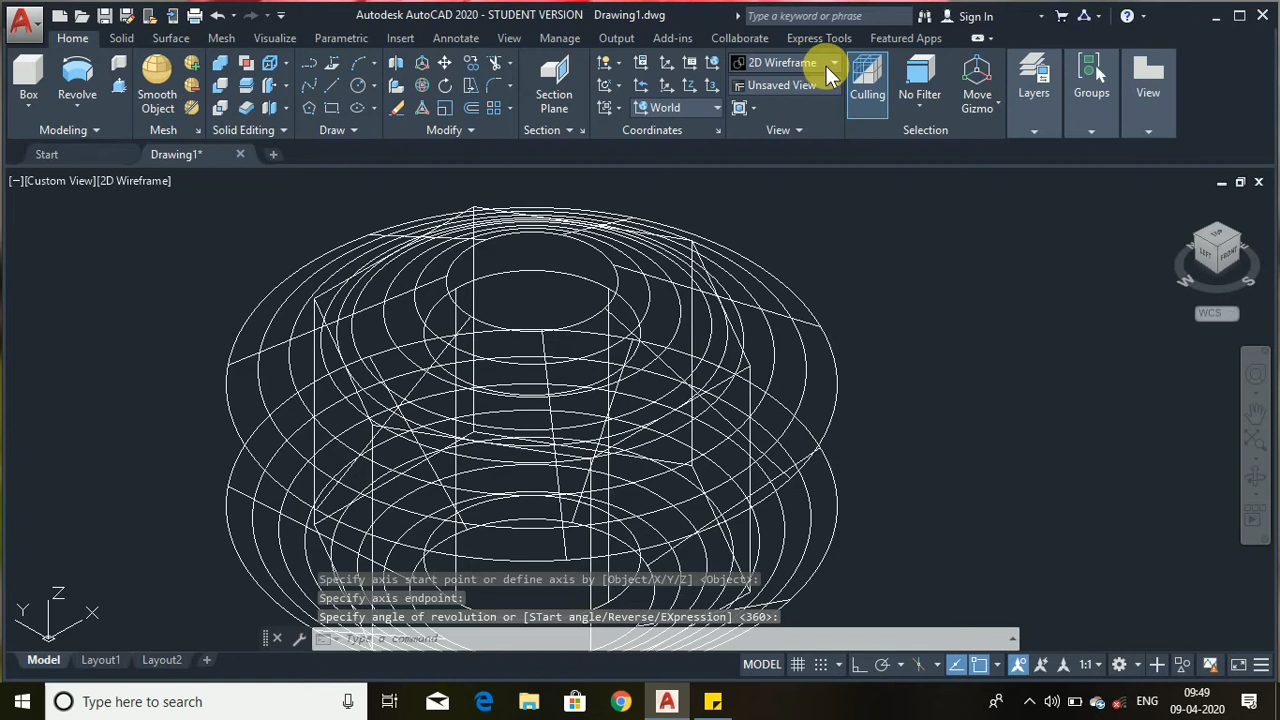 Autodesk AutoCAD 2020 - STUDENT VERSION Drawing1.dwg
Type a keyword or phrase
Sign In
Home Solid Surface Mesh Visualize Parametric Insert Annotate View Manage Output Add-ins Collaborate Express Tools Featured Apps
2D Wireframe
Unsaved View
World
Box
Revolve
Smooth
Object
Section
Plane
Culling
No Filter
Move
Gizmo
Layers
Groups
View
Modeling
Mesh
Solid Editing
Draw
Modify
Section
Coordinates
View
Selection
Start
Drawing1*
[−][Custom View][2D Wireframe]
TOP
LEFT
FRONT
W
S
WCS
Z
Y
X
Specify axis start point or define axis by [Object/X/Y/Z] <Object>:
Specify axis endpoint:
Specify angle of revolution or [STart angle/Reverse/EXpression] <360>:
Type a command
Model Layout1 Layout2
MODEL
1:1
Type here to search
ENG
09:49
09-04-2020